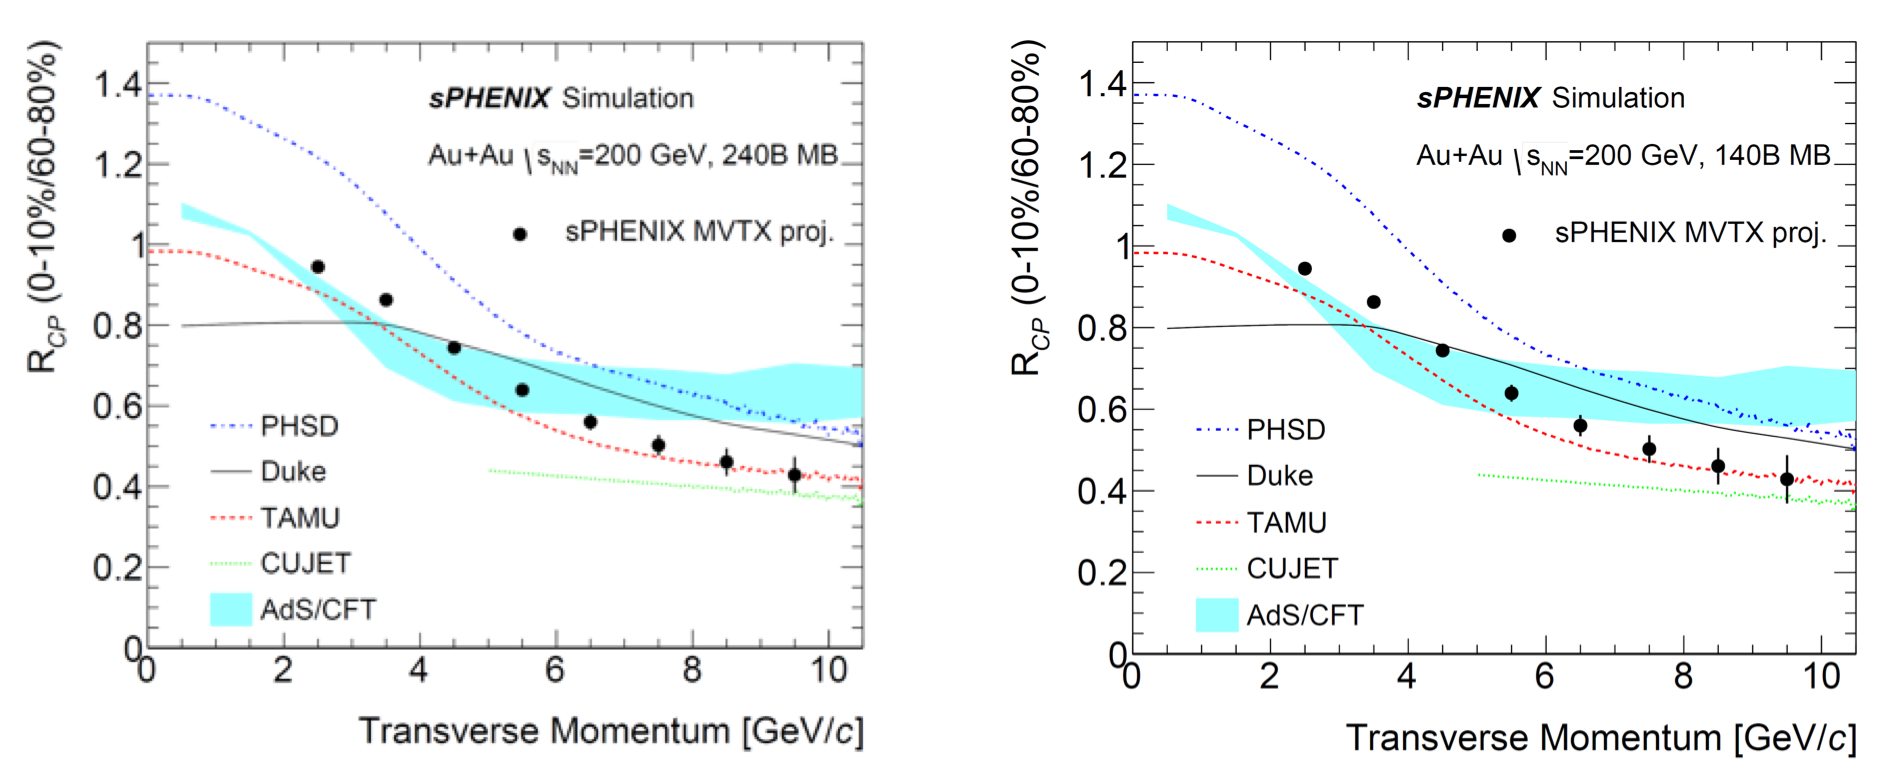 R_CP (0-10%/60-80%)
1.4
1.2
1
0.8
0.6
0.4
0.2
0
sPHENIX Simulation
Au+Au \s_NN=200 GeV, 240B MB
sPHENIX MVTX proj.
PHSD
Duke
TAMU
CUJET
AdS/CFT
0 2 4 6 8 10
Transverse Momentum [GeV/c]
R_CP (0-10%/60-80%)
1.4
1.2
1
0.8
0.6
0.4
0.2
0
sPHENIX Simulation
Au+Au \s_NN=200 GeV, 140B MB
sPHENIX MVTX proj.
PHSD
Duke
TAMU
CUJET
AdS/CFT
0 2 4 6 8 10
Transverse Momentum [GeV/c]